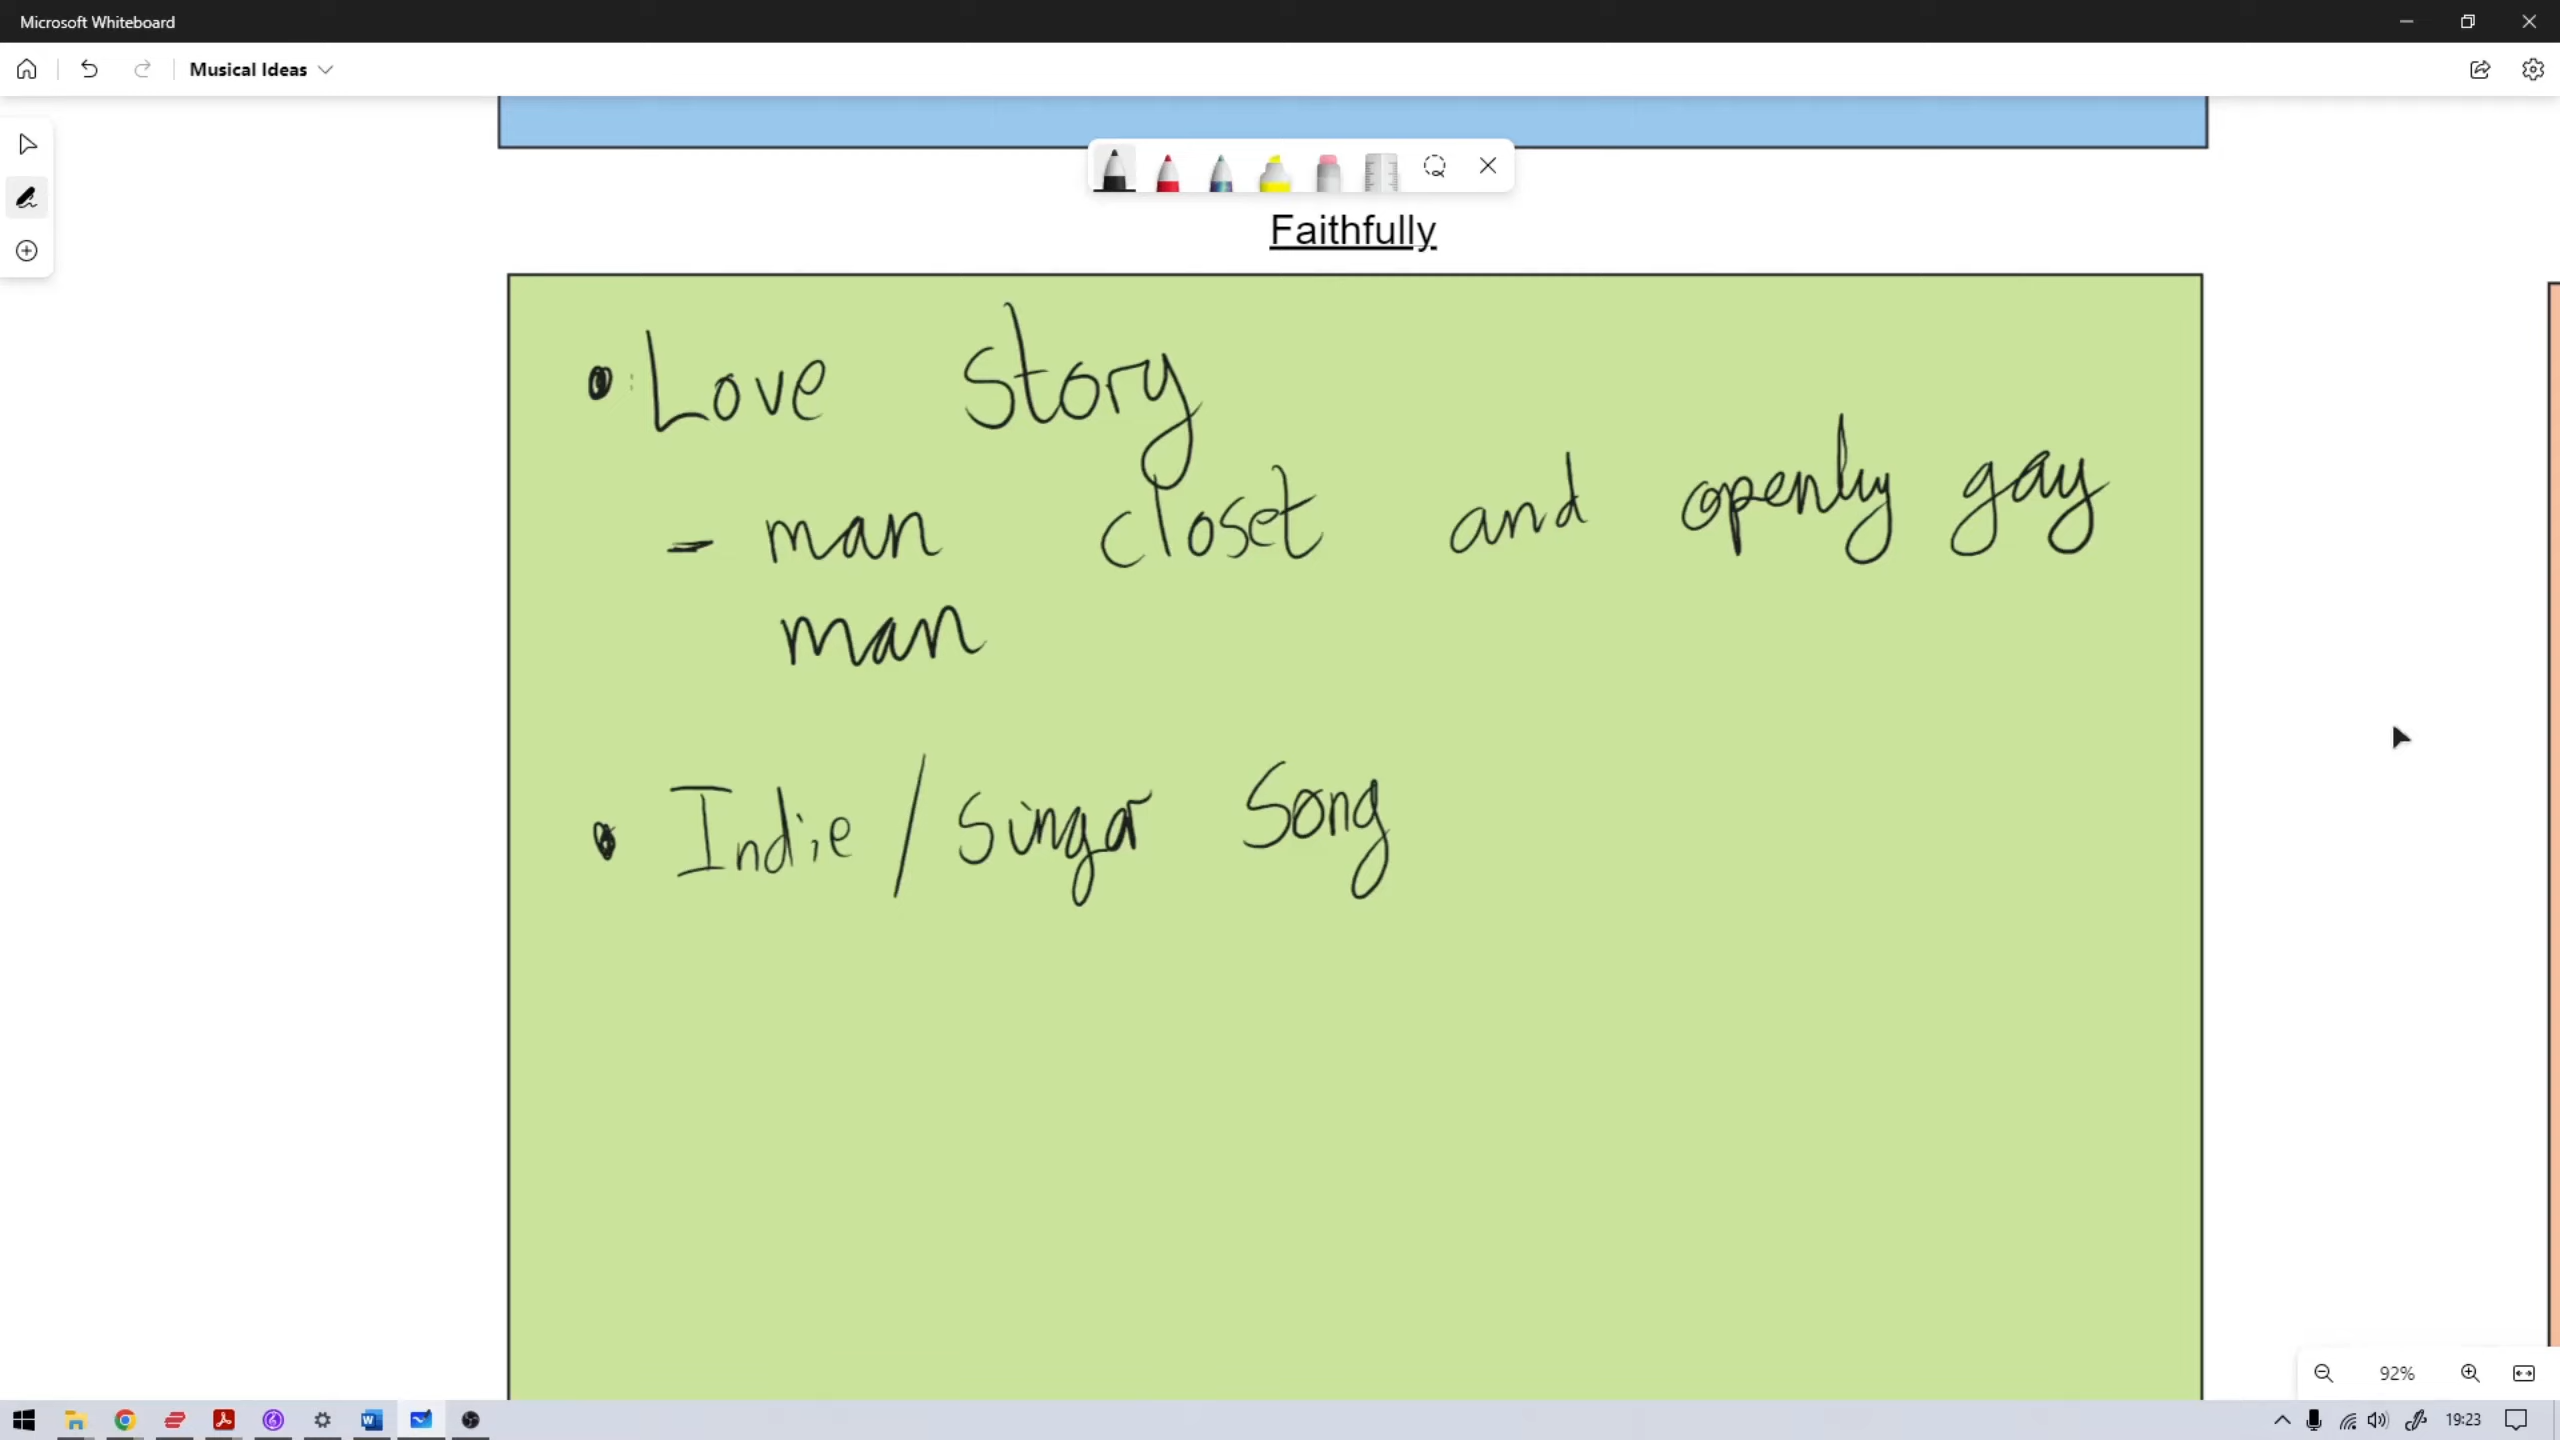 Microsoft Whiteboard
Musical Ideas
Faithfully
• Love Story
- man closet and openly gay
man
• Indie / Singar Song
92%
19:23